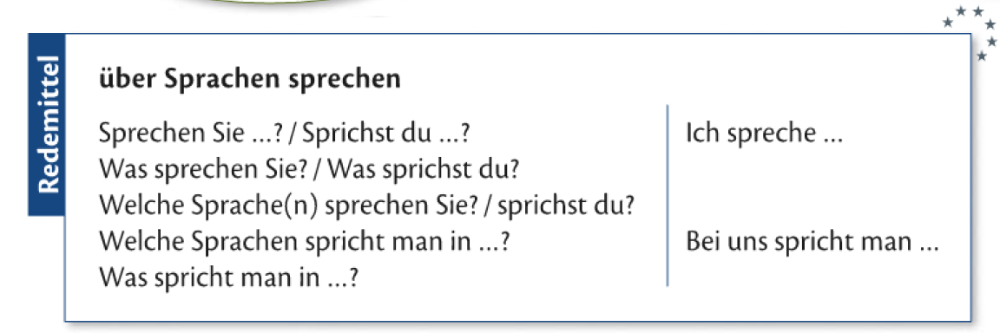 Redemittel
über Sprachen sprechen
Sprechen Sie ...? / Sprichst du ...?
Was sprechen Sie? / Was sprichst du?
Welche Sprache(n) sprechen Sie? / sprichst du?
Welche Sprachen spricht man in ...?
Was spricht man in ...?
Ich spreche ...
Bei uns spricht man ...